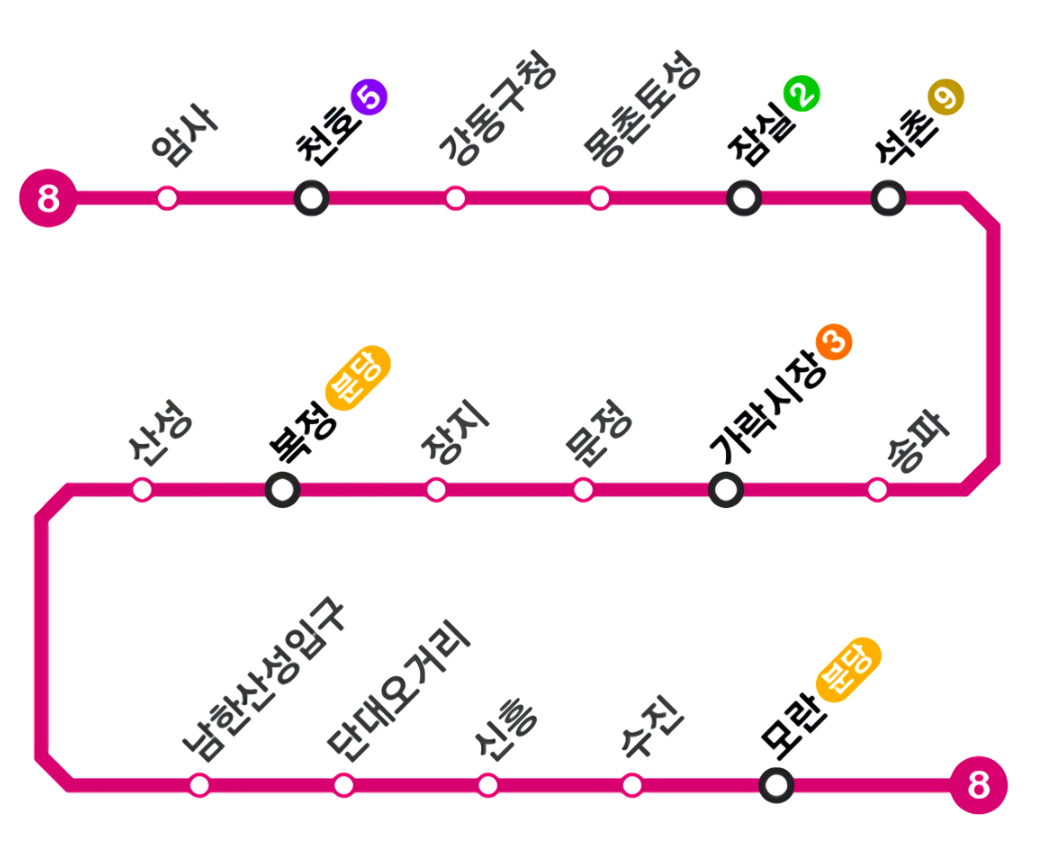 8 암사 천호 5 강동구청 몽촌토성 잠실 2 석촌 9
산성 복정 분당 장지 문정 가락시장 3 송파
남한산성입구 단대오거리 신흥 수진 모란 분당 8